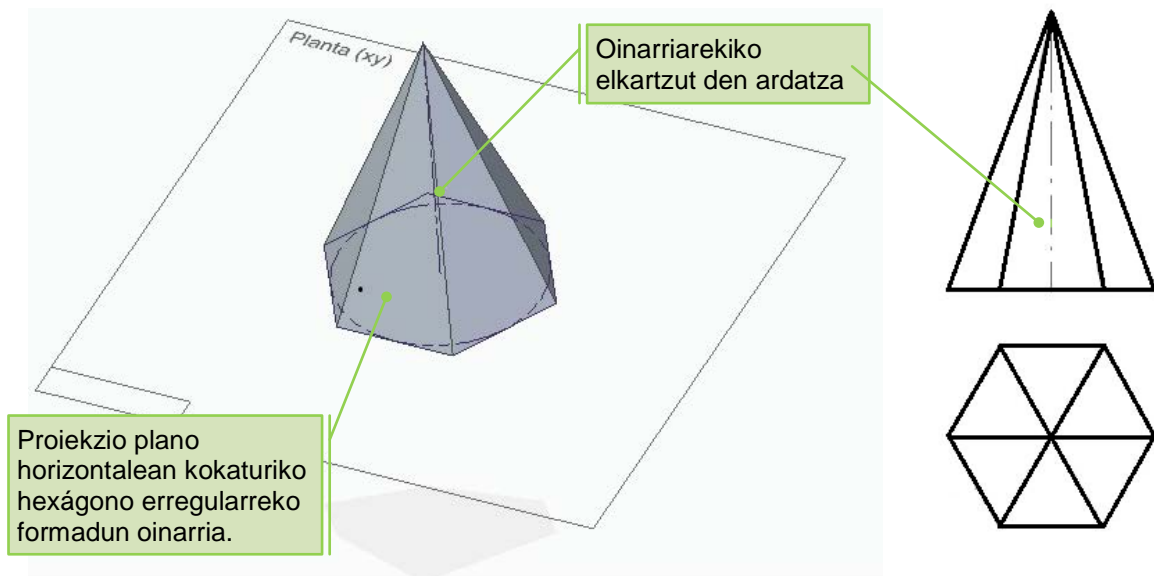 Planta (xy)
Oinarriarekiko
elkartzut den ardatza
Proiekzio plano
horizontalean kokaturiko
hexágono erregularreko
formadun oinarria.